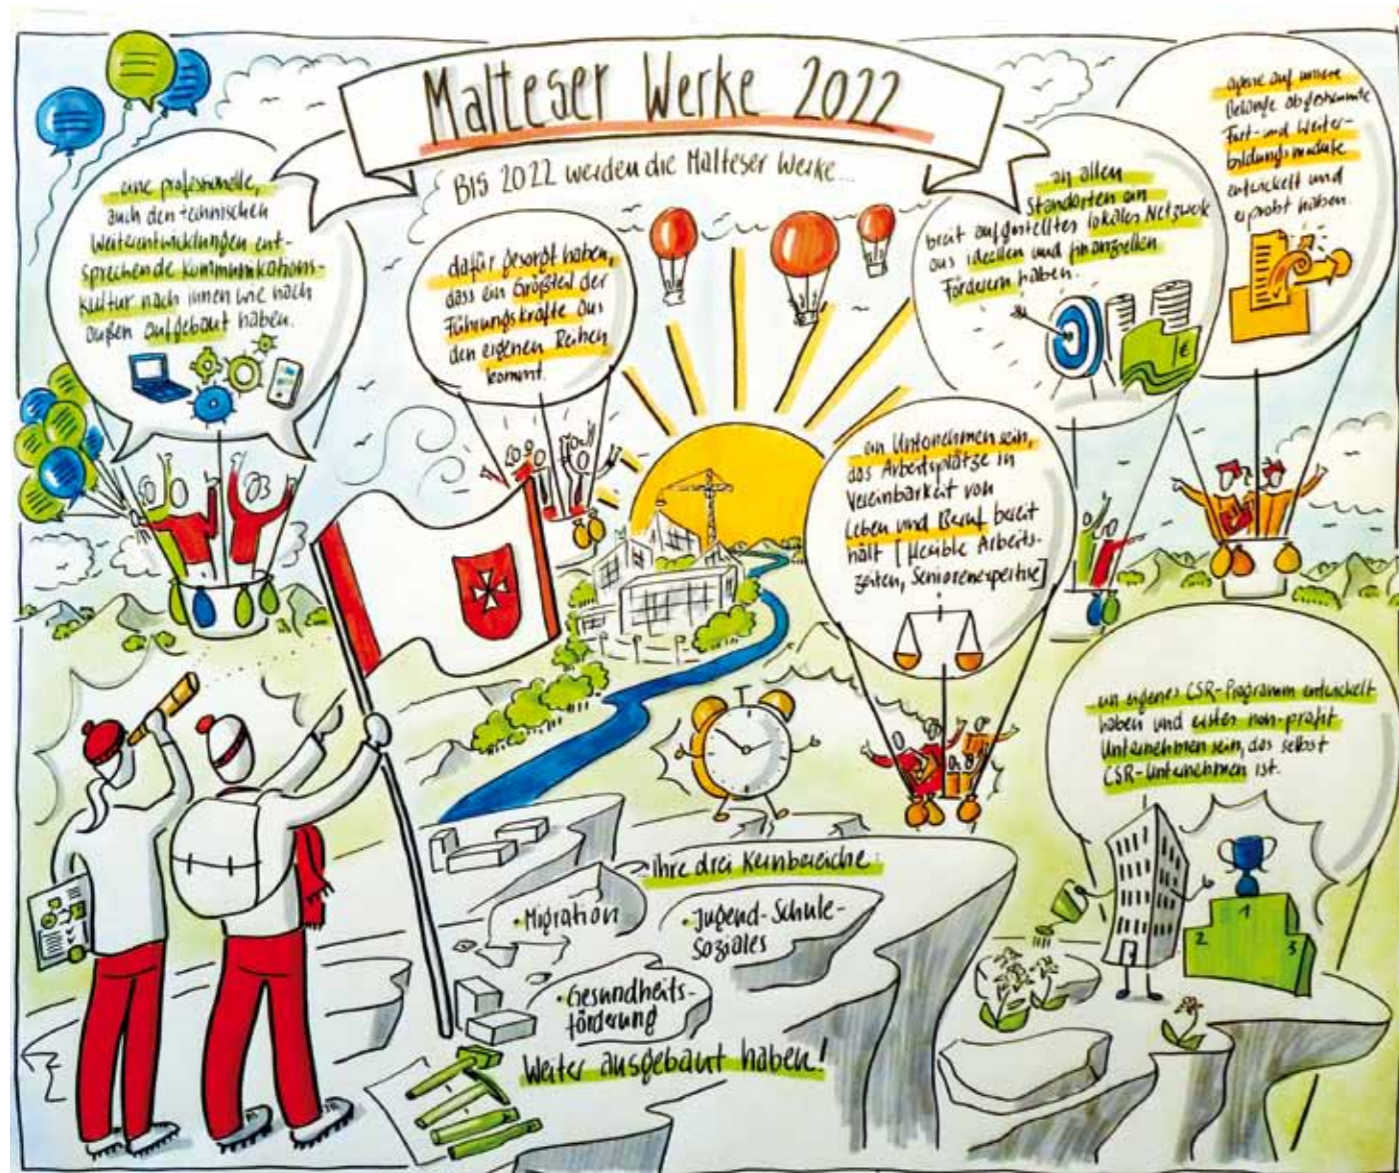 Malteser Werke 2022
Bis 2022 werden die Malteser Werke...
...eine professionelle,
auch den technischen
Weiterentwicklungen ent-
sprechende Kommunikations-
kultur nach innen wie nach
außen aufgebaut haben.
dafür gesorgt haben,
dass ein Großteil der
Führungskräfte aus
den eigenen Reihen
kommt.
...an allen
Standorten ein
breit aufgestelltes lokales Netzwerk
aus ideellen und finanziellen
Förderern haben.
€
...eigene auf unsere
Belange abgestimmte
Fort- und Weiter-
bildungsmodule
entwickelt und
erprobt haben.
ein Unternehmen sein,
das Arbeitsplätze in
Vereinbarkeit von
Leben und Beruf bereit
hält [flexible Arbeits-
zeiten, Seniorenexpertise]
...ein eigenes CSR-Programm entwickelt
haben und erstes non-profit
Unternehmen sein, das selbst
CSR-Unternehmen ist.
1
2
3
...Ihre drei Kernbereiche:
• Migration
• Jugend-Schule-
Soziales
• Gesundheits-
förderung
Weiter ausgebaut haben!